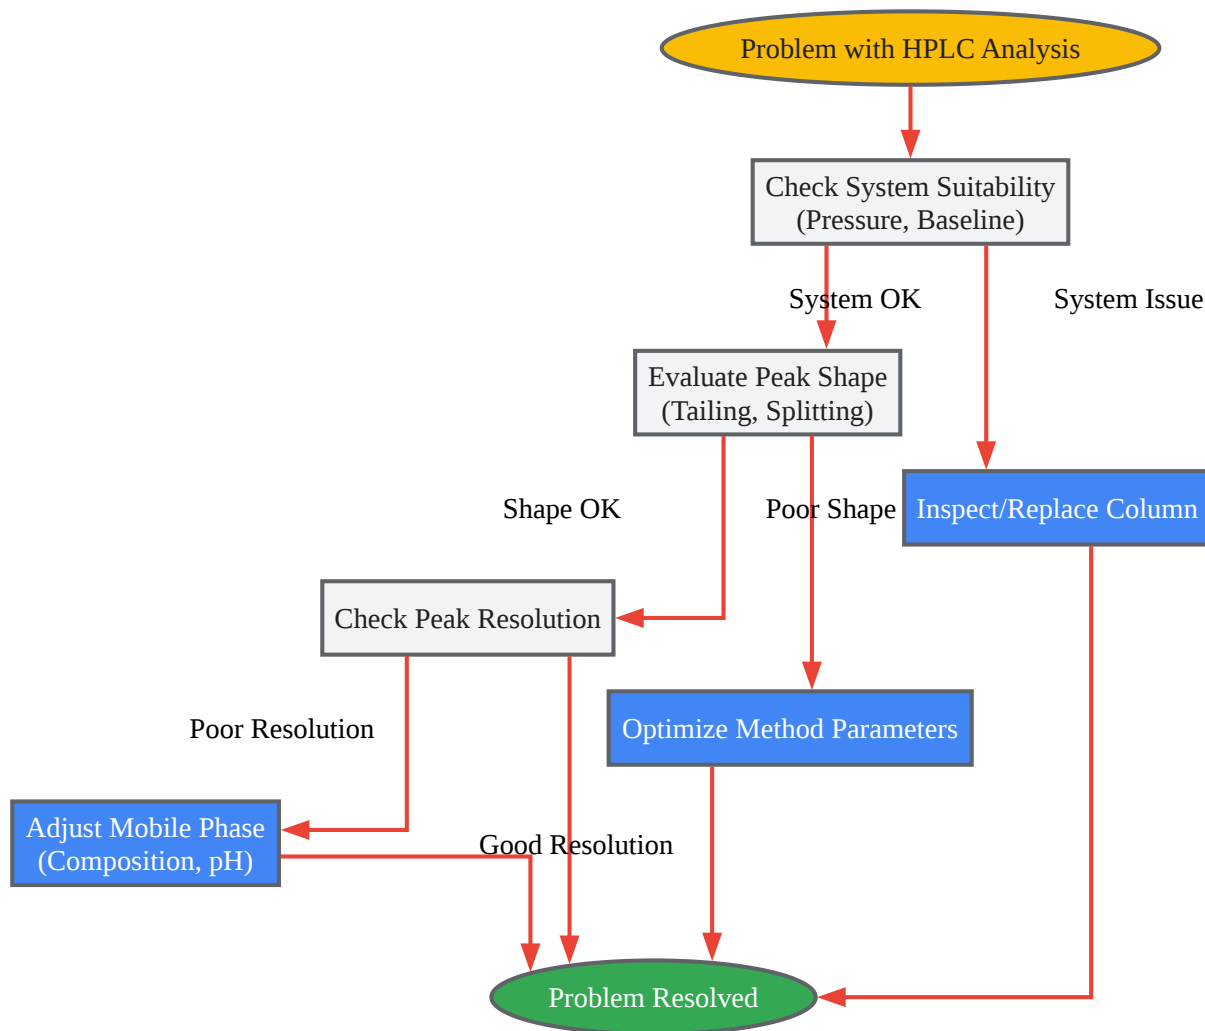 Problem with HPLC Analysis
Check System Suitability
(Pressure, Baseline)
System OK
System Issue
Evaluate Peak Shape
(Tailing, Splitting)
Shape OK
Poor Shape
Inspect/Replace Column
Check Peak Resolution
Poor Resolution
Optimize Method Parameters
Adjust Mobile Phase
(Composition, pH)
Good Resolution
Problem Resolved